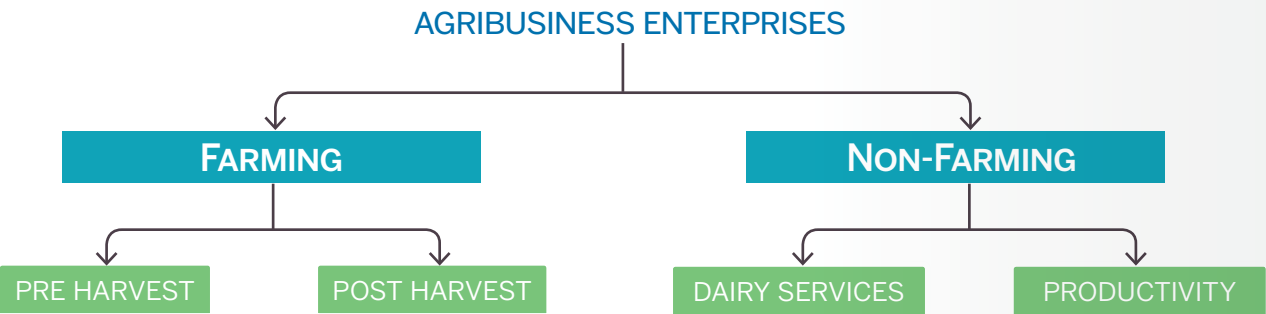 AGRIBUSINESS ENTERPRISES
FARMING
NON-FARMING
PRE HARVEST
POST HARVEST
DAIRY SERVICES
PRODUCTIVITY